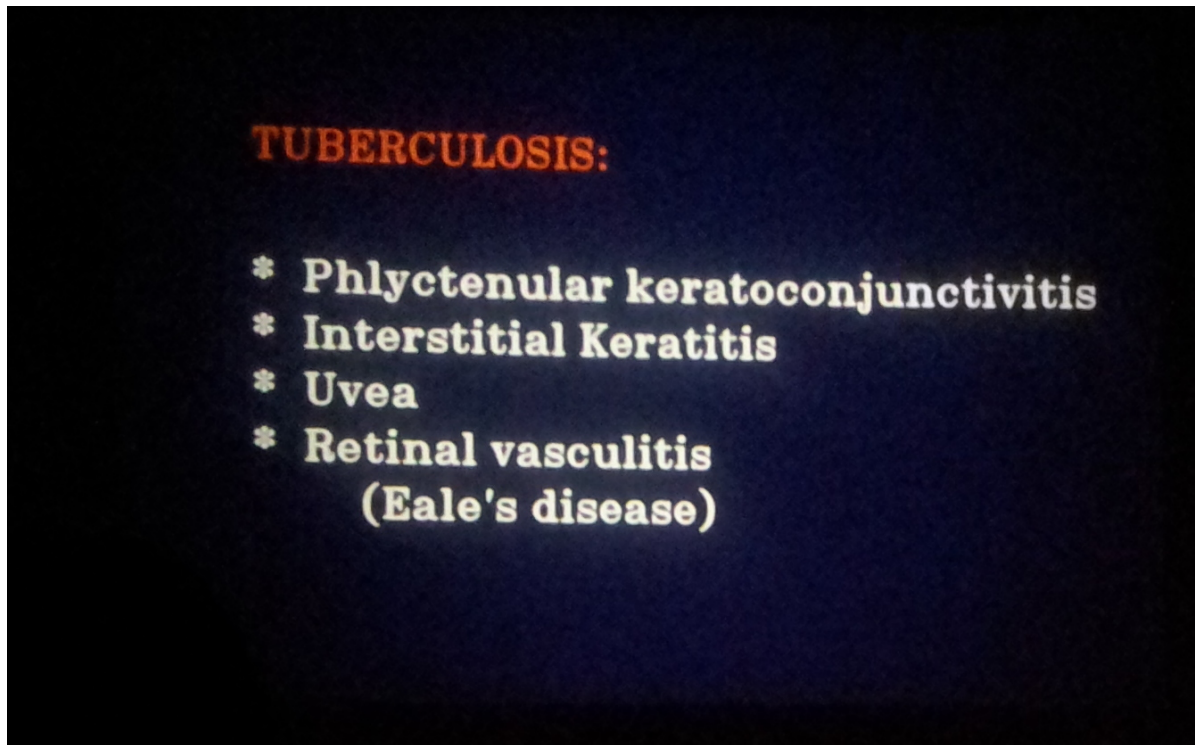 TUBERCULOSIS:
* Phlyctenular keratoconjunctivitis
* Interstitial Keratitis
* Uvea
* Retinal vasculitis
(Eale's disease)